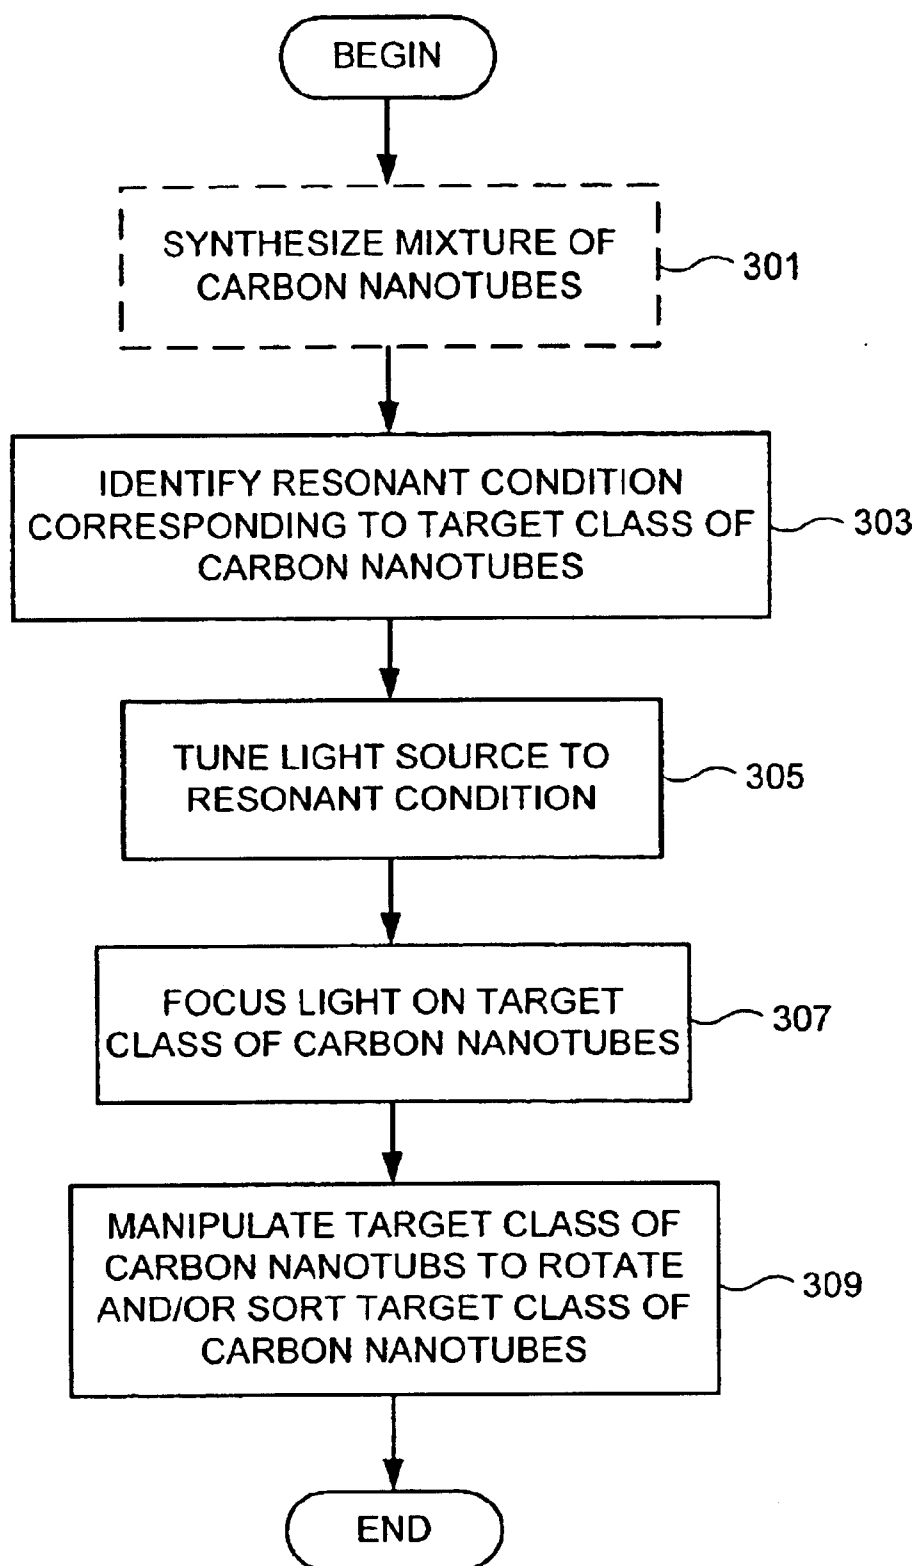 BEGIN
SYNTHESIZE MIXTURE OF
CARBON NANOTUBES
301
IDENTIFY RESONANT CONDITION
CORRESPONDING TO TARGET CLASS OF
CARBON NANOTUBES
303
TUNE LIGHT SOURCE TO
RESONANT CONDITION
305
FOCUS LIGHT ON TARGET
CLASS OF CARBON NANOTUBES
307
MANIPULATE TARGET CLASS OF
CARBON NANOTUBS TO ROTATE
AND/OR SORT TARGET CLASS OF
CARBON NANOTUBES
309
END